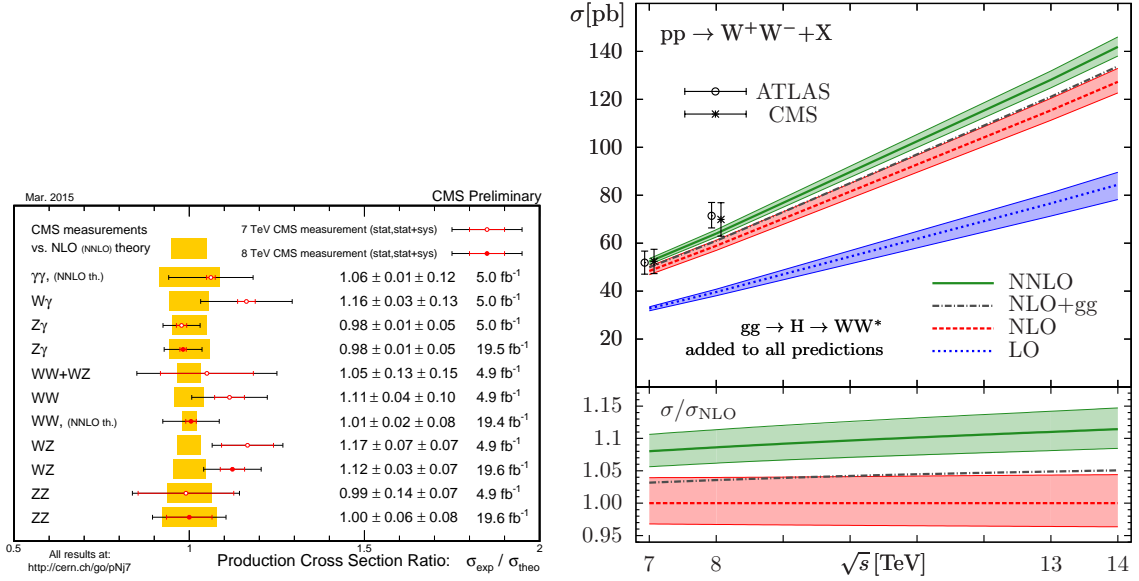 Mar. 2015 CMS Preliminary
CMS measurements
vs. NLO (NNLO) theory
7 TeV CMS measurement (stat,stat+sys)
8 TeV CMS measurement (stat,stat+sys)
γγ, (NNLO th.) 1.06 ± 0.01 ± 0.12 5.0 fb⁻¹
Wγ 1.16 ± 0.03 ± 0.13 5.0 fb⁻¹
Zγ 0.98 ± 0.01 ± 0.05 5.0 fb⁻¹
Zγ 0.98 ± 0.01 ± 0.05 19.5 fb⁻¹
WW+WZ 1.05 ± 0.13 ± 0.15 4.9 fb⁻¹
WW 1.11 ± 0.04 ± 0.10 4.9 fb⁻¹
WW, (NNLO th.) 1.01 ± 0.02 ± 0.08 19.4 fb⁻¹
WZ 1.17 ± 0.07 ± 0.07 4.9 fb⁻¹
WZ 1.12 ± 0.03 ± 0.07 19.6 fb⁻¹
ZZ 0.99 ± 0.14 ± 0.07 4.9 fb⁻¹
ZZ 1.00 ± 0.06 ± 0.08 19.6 fb⁻¹
0.5 1 1.5 2
All results at:
http://cern.ch/go/pNj7
Production Cross Section Ratio: σexp / σtheo
σ[pb]
pp → W⁺W⁻+X
ATLAS
CMS
140
120
100
80
60
40
20
0
gg → H → WW*
added to all predictions
NNLO
NLO+gg
NLO
LO
σ/σNLO
1.15
1.10
1.05
1.00
0.95
7 8 √s [TeV] 13 14